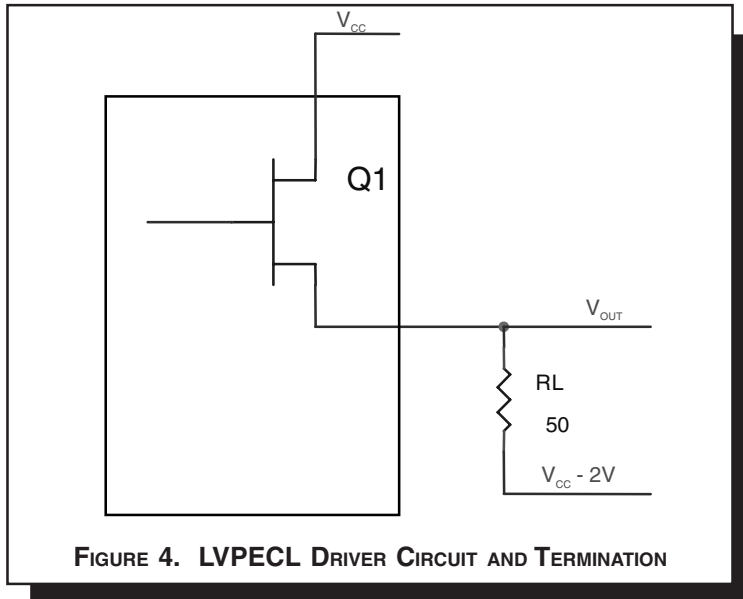 VCC
Q1
VOUT
RL
50
VCC - 2V
FIGURE 4. LVPECL DRIVER CIRCUIT AND TERMINATION